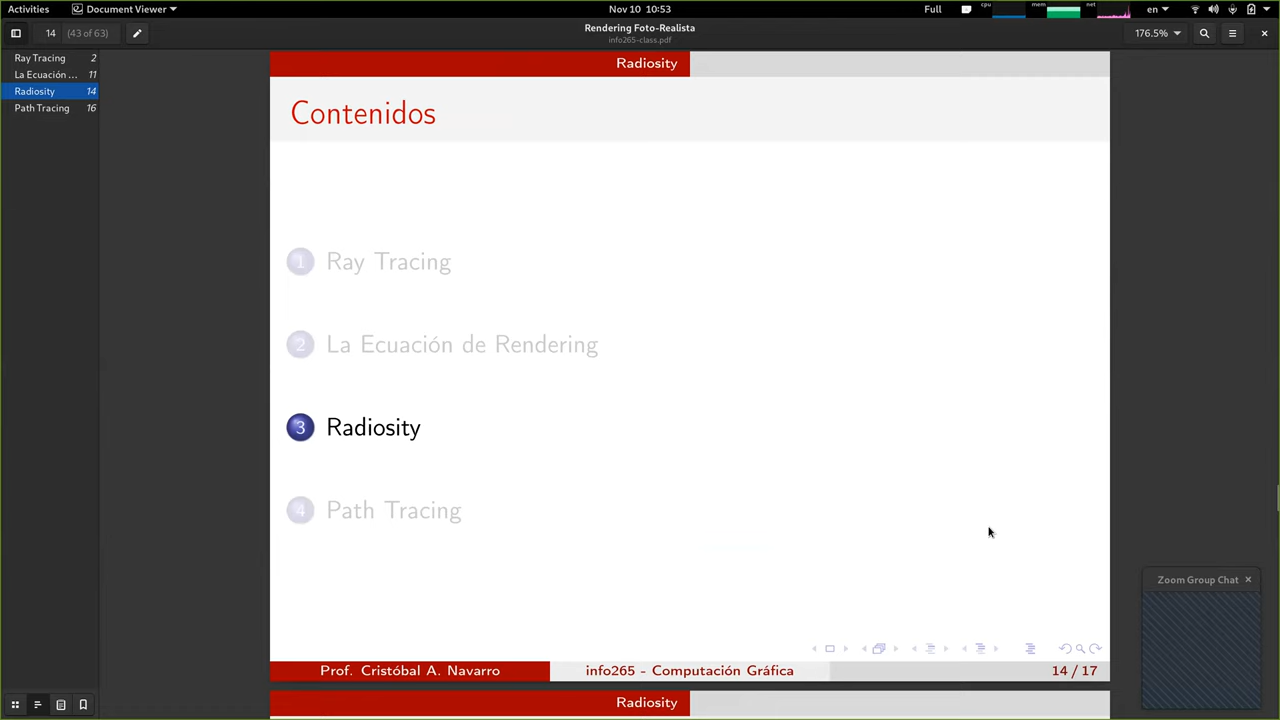 Activities Document Viewer Nov 10 10:53 Full cpu mem net en
14 (43 of 63) Rendering Foto-Realista 176.5%
info265-class.pdf
Ray Tracing 2
La Ecuación ... 11
Radiosity 14
Path Tracing 16
Radiosity
Contenidos
1 Ray Tracing
2 La Ecuación de Rendering
3 Radiosity
4 Path Tracing
Zoom Group Chat
Prof. Cristóbal A. Navarro info265 - Computación Gráfica 14 / 17
Radiosity